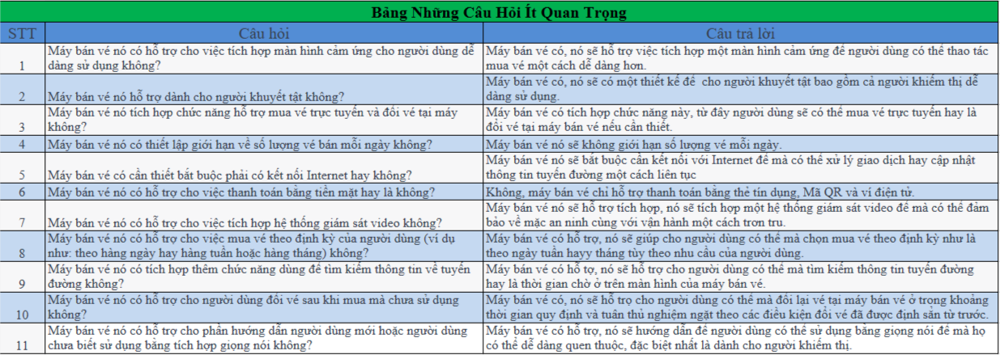 Bảng Những Câu Hỏi Ít Quan Trọng
STT Câu hỏi Câu trả lời
1 Máy bán vé nó có hỗ trợ cho việc tích hợp màn hình cảm ứng cho người dùng dễ
dàng sử dụng không?
Máy bán vé có, nó sẽ hỗ trợ việc tích hợp một màn hình cảm ứng để người dùng có thể thao tác
mua vé một cách dễ dàng hơn.
2 Máy bán vé nó hỗ trợ dành cho người khuyết tật không?
Máy bán vé có, nó sẽ có một thiết kế để cho người khuyết tật bao gồm cả người khiếm thị dễ
dàng sử dụng.
3 Máy bán vé nó tích hợp chức năng hỗ trợ mua vé trực tuyến và đổi vé tại máy
không?
Máy bán vé có tích hợp chức năng này, từ đây người dùng sẽ có thể mua vé trực tuyến hay là
đổi vé tại máy bán vé nếu cần thiết.
4 Máy bán vé nó có thiết lập giới hạn về số lượng vé bán mỗi ngày không?
Máy bán vé nó sẽ không giới hạn số lượng vé mỗi ngày.
5 Máy bán vé có cần thiết bắt buộc phải có kết nối Internet hay không?
Máy bán vé nó sẽ bắt buộc cần kết nối với Internet để mà có thể xử lý giao dịch hay cập nhật
thông tin tuyến đường một cách liên tục
6 Máy bán vé nó có hỗ trợ cho việc thanh toán bằng tiền mặt hay là không?
Không, máy bán vé chỉ hỗ trợ thanh toán bằng thẻ tín dụng, Mã QR và ví điện tử.
7 Máy bán vé nó có hỗ trợ cho việc tích hợp hệ thống giám sát video không?
Máy bán vé nó sẽ hỗ trợ tích hợp, nó sẽ tích hợp một hệ thống giám sát video để mà có thể đảm
bảo về mặc an ninh cùng với vận hành một cách trơn tru.
8 Máy bán vé nó có hỗ trợ cho việc mua vé theo định kỳ của người dùng (ví dụ
như: theo hàng ngày hay hàng tuần hoặc hàng tháng) không?
Máy bán vé có hỗ trợ, nó sẽ giúp cho người dùng có thể mà chọn mua vé theo định kỳ như là
theo ngày tuần hayy tháng tùy theo nhu cầu của người dùng.
9 Máy bán vé nó có tích hợp thêm chức năng dùng để tìm kiếm thông tin về tuyến
đường không?
Máy bán vé có hỗ tợ, nó sẽ hỗ trợ cho người dùng có thể mà tìm kiếm thông tin tuyến đường
hay là thời gian chờ ở trên màn hình của máy bán vé.
10 Máy bán vé nó có hỗ trợ cho người dùng đổi vé sau khi mua mà chưa sử dụng
không?
Máy bán vé có, nó sẽ hỗ trọ cho người dùng có thể mà đổi lại vé tại máy bán vé ở trong khoảng
thời gian quy định và tuân thủ nghiệm ngặt theo các điều kiện đổi vé đã được định sẵn từ trước.
11 Máy bán vé nó có hỗ trợ cho phần hướng dẫn người dùng mới hoặc người dùng
chưa biết sử dụng bằng tích hợp giọng nói không?
Máy bán vé có hỗ trợ, nó sẽ hướng dẫn để người dùng có thể sử dụng bằng giọng nói để mà họ
có thể dễ dàng quen thuộc, đặc biệt nhất là dành cho người khiếm thị.